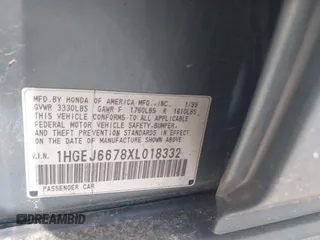 MFD. BY HONDA OF AMERICA MFG., INC. 1/99
GVWR 3330LBS GAWR F 1760LBS R 1610LBS
THIS VEHICLE CONFORMS TO ALL APPLICABLE
FEDERAL MOTOR VEHICLE SAFETY, BUMPER,
AND THEFT PREVENTION STANDARDS IN EFFECT
ON THE DATE OF MANUFACTURE SHOWN ABOVE.
V.I.N. 1HGEJ6678XL018332
PASSENGER CAR
DREAMBID